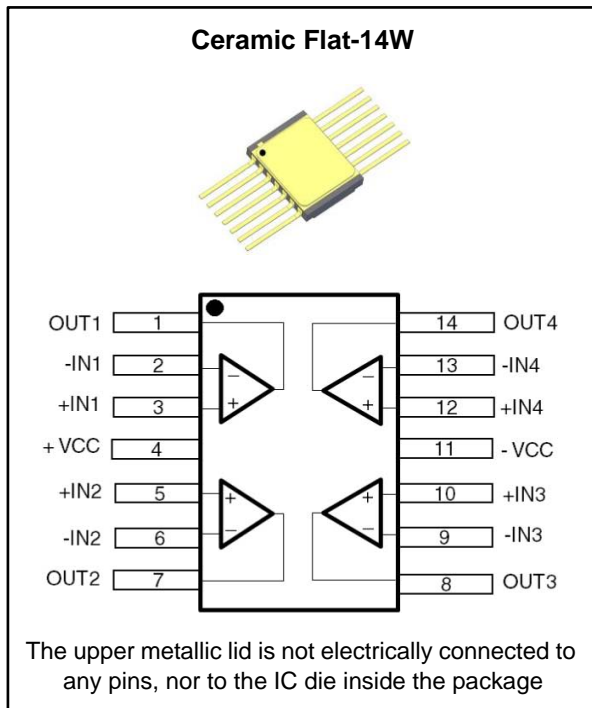 Ceramic Flat-14W
OUT1 1
-IN1 2
+IN1 3
+ VCC 4
+IN2 5
-IN2 6
OUT2 7
14 OUT4
13 -IN4
12 +IN4
11 - VCC
10 +IN3
9 -IN3
8 OUT3
−
+
+
−
−
+
+
−
The upper metallic lid is not electrically connected to
any pins, nor to the IC die inside the package